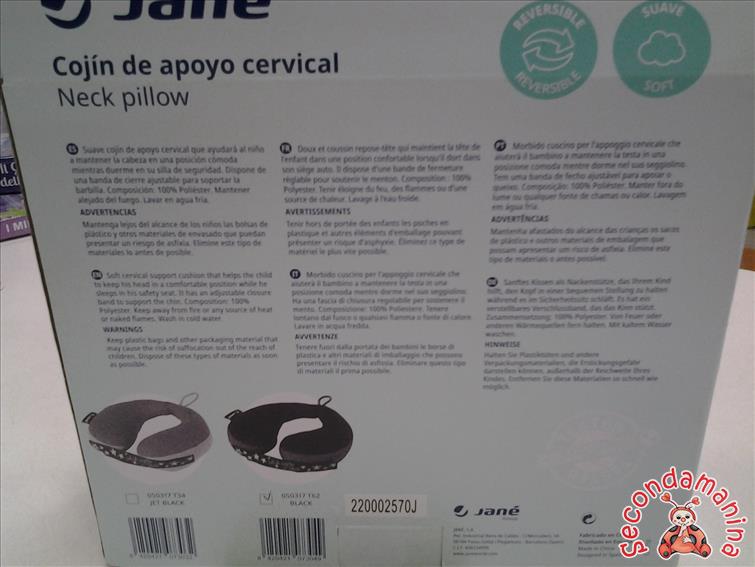 Jané
Cojín de apoyo cervical
Neck pillow
REVERSIBLE
REVERSIBLE
SUAVE
SOFT
ES Suave cojín de apoyo cervical que ayudará al niño
a mantener la cabeza en una posición cómoda
mientras duerme en su silla de seguridad. Dispone de
una banda de cierre ajustable para soportar la
barbilla. Composición: 100% Poliéster. Mantener
alejado del fuego. Lavar en agua fría.
ADVERTENCIAS
Mantenga lejos del alcance de los niños las bolsas de
plástico y otros materiales de envasado que puedan
presentar un riesgo de asfixia. Elimine este tipo de
materiales lo antes de posible.
FR Doux et coussin repose-tête qui maintient la tête de
l'enfant dans une position confortable lorsqu'il dort dans
son siège auto. Il dispose d'une bande de fermeture
réglable pour soutenir le menton. Composition: 100%
Polyester. Tenir éloigné du feu, des flammes ou d'une
source de chaleur. Lavage à l'eau froide.
AVERTISSEMENTS
Tenir hors de portée des enfants les poches en
plastique et autres éléments d'emballage pouvant
présenter un risque d'asphyxie. Éliminez ce type de
matériel le plus vite possible.
PT Morbido cuscino per l'appoggio cervicale che
aiuterà il bambino a mantenere la testa in una
posizione comoda mentre dorme nel suo seggiolino.
Tem uma banda de fecho ajustável para apoiar o
queixo. Composição: 100% Poliéster. Manter fora do
lume ou qualquer fonte de chamas ou calor. Lavagem
em água fria.
ADVERTÊNCIAS
Mantenha afastados do alcance das crianças os sacos
de plástico e outros materiais de embalagem que
possam apresentar um risco de asfixia. Elimine este
tipo de materiais o antes possível.
EN Soft cervical support cushion that helps the child
to keep his head in a comfortable position while he
sleeps in his safety seat. It has an adjustable closure
band to support the chin. Composition: 100%
Polyester. Keep away from fire or any source of heat
or naked flames. Wash in cold water.
WARNINGS
Keep plastic bags and other packaging material that
may cause the risk of suffocation out of the reach of
children. Dispose of these types of materials as soon
as possible.
IT Morbido cuscino per l'appoggio cervicale che
aiuterà il bambino a mantenere la testa in una
posizione comoda mentre dorme nel suo seggiolino.
Ha una fascia di chiusura regolabile per sostenere il
mento. Composizione: 100% Poliestere. Tenere
lontano dal fuoco o qualsiasi fiamma o fonte di calore.
Lavare in acqua fredda.
AVVERTENZE
Tenere fuori dalla portata dei bambini le borse di
plastica e altri materiali di imballaggio che possono
presentare il rischio di asfissia. Eliminare questo tipo
di materiali il prima possibile.
DE Sanftes Kissen als Nackenstütze, das Ihrem Kind
hilft, den Kopf in einer bequemen Stellung zu halten
während es im Sicherheitssitz schläft. Es hat ein
verstellbares Verschlussband, das das Kinn stützt.
Zusammensetzung: 100% Polyester. Von Feuer oder
anderen Wärmequellen fern halten. Mit kaltem Wasser
waschen.
HINWEISE
Halten Sie Plastiktüten und andere
Verpackungsmaterialien, die Erstickungsgefahr
darstellen können, außerhalb der Reichweite Ihres
Kindes. Entfernen Sie diese Materialien so schnell wie
möglich.
050317 T34
JET BLACK
050317 T62
BLACK
220002570J
Jané
JANÉ, S.A.
www.janeworld.com
Fabricado en
Diseñado en
Made in China
Designed in
secondamanina